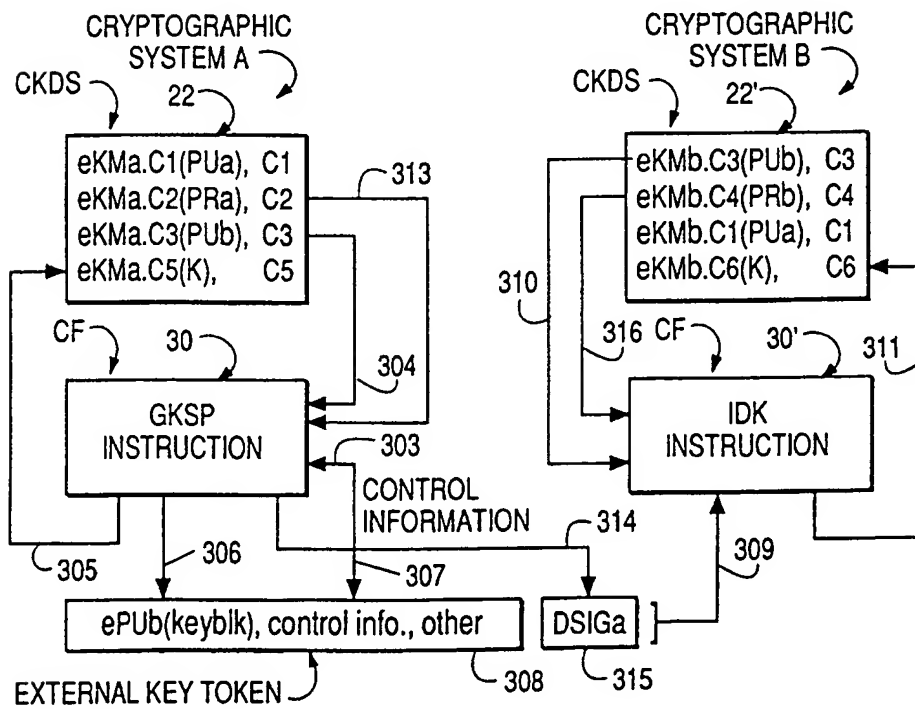 CRYPTOGRAPHIC
SYSTEM A
CKDS
22
eKMa.C1(PUa), C1
eKMa.C2(PRa), C2
eKMa.C3(PUb), C3
eKMa.C5(K), C5
313
CF
30
304
GKSP
INSTRUCTION
303
CONTROL
INFORMATION
305
306
307
314
ePUb(keyblk), control info., other
DSIGa
EXTERNAL KEY TOKEN
308
315
CRYPTOGRAPHIC
SYSTEM B
CKDS
22'
eKMb.C3(PUb), C3
eKMb.C4(PRb), C4
eKMb.C1(PUa), C1
eKMb.C6(K), C6
310
316
CF
30'
311
IDK
INSTRUCTION
309